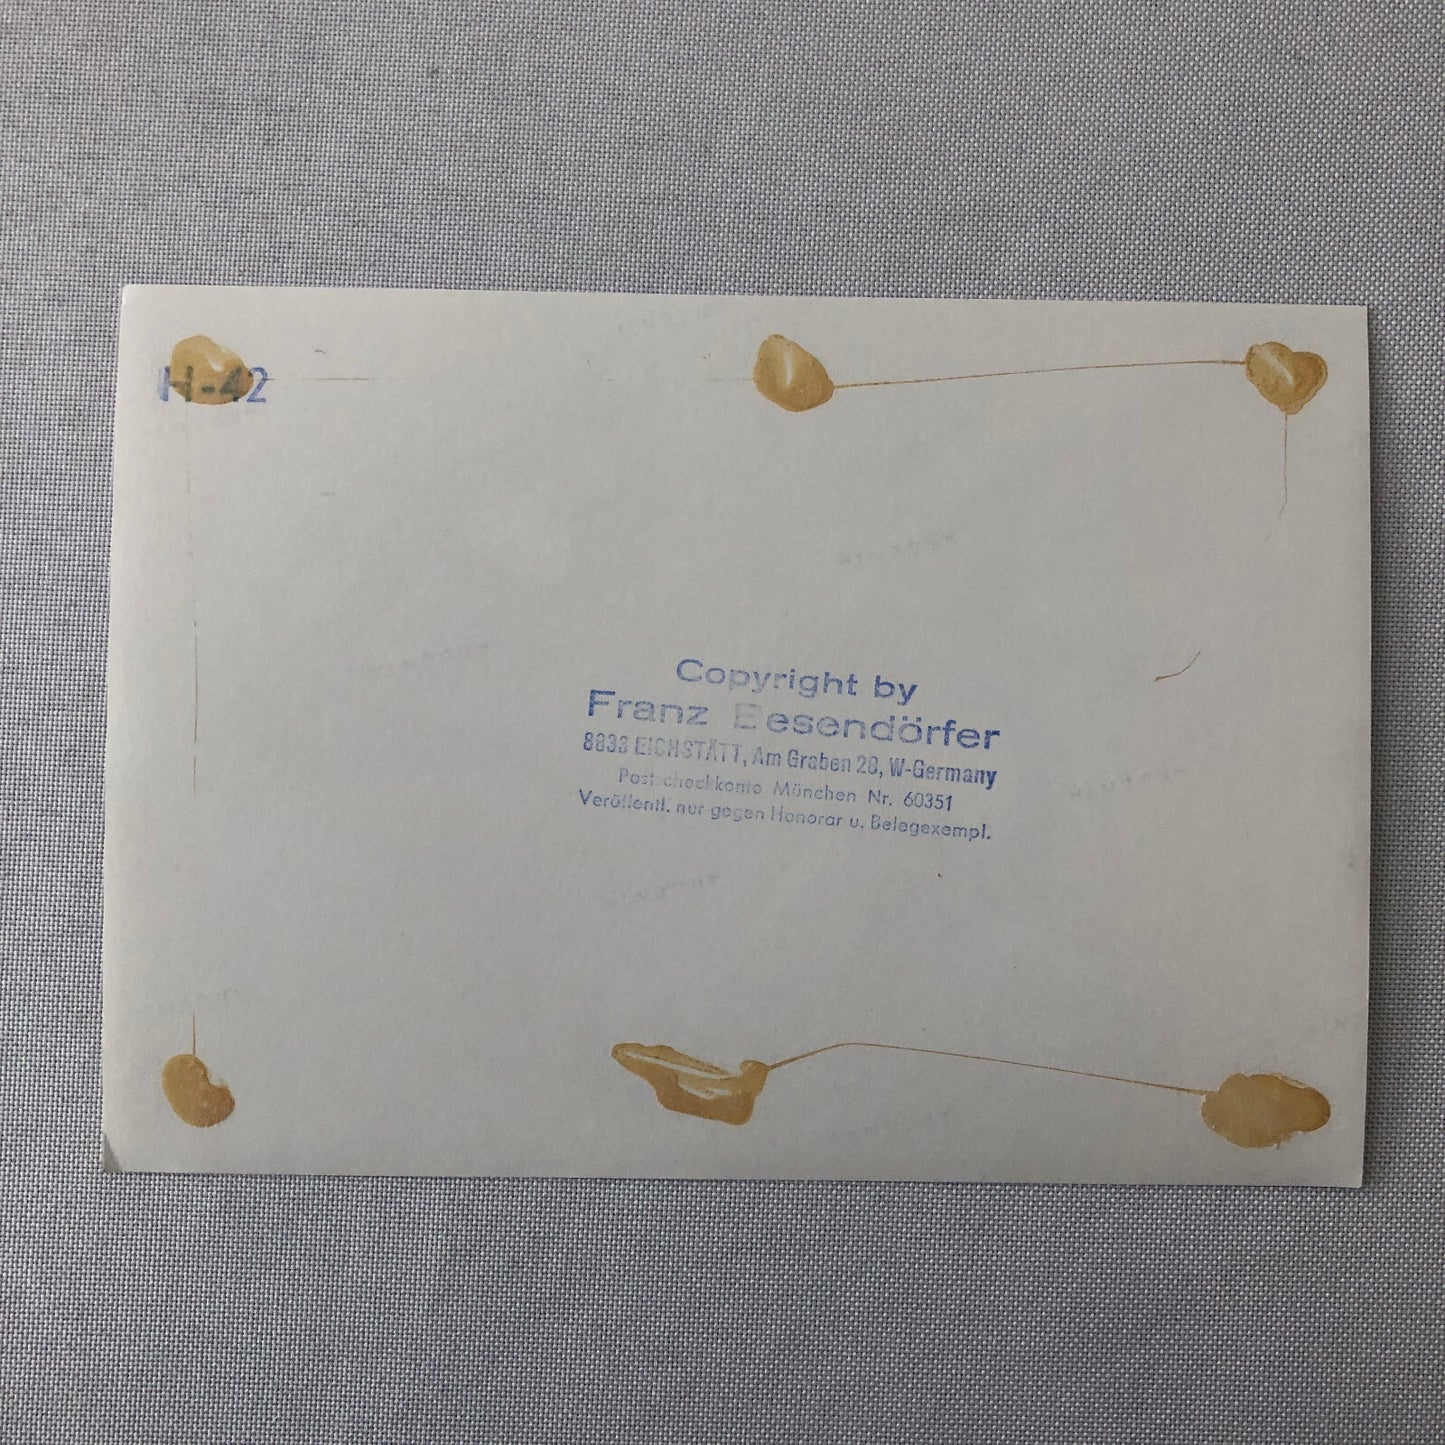 H-42
Copyright by
Franz Besendörfer
8833 EICHSTÄTT, Am Graben 28, W-Germany
Postscheckkonto München Nr. 60351
Veröffentl. nur gegen Honorar u. Belegexempl.